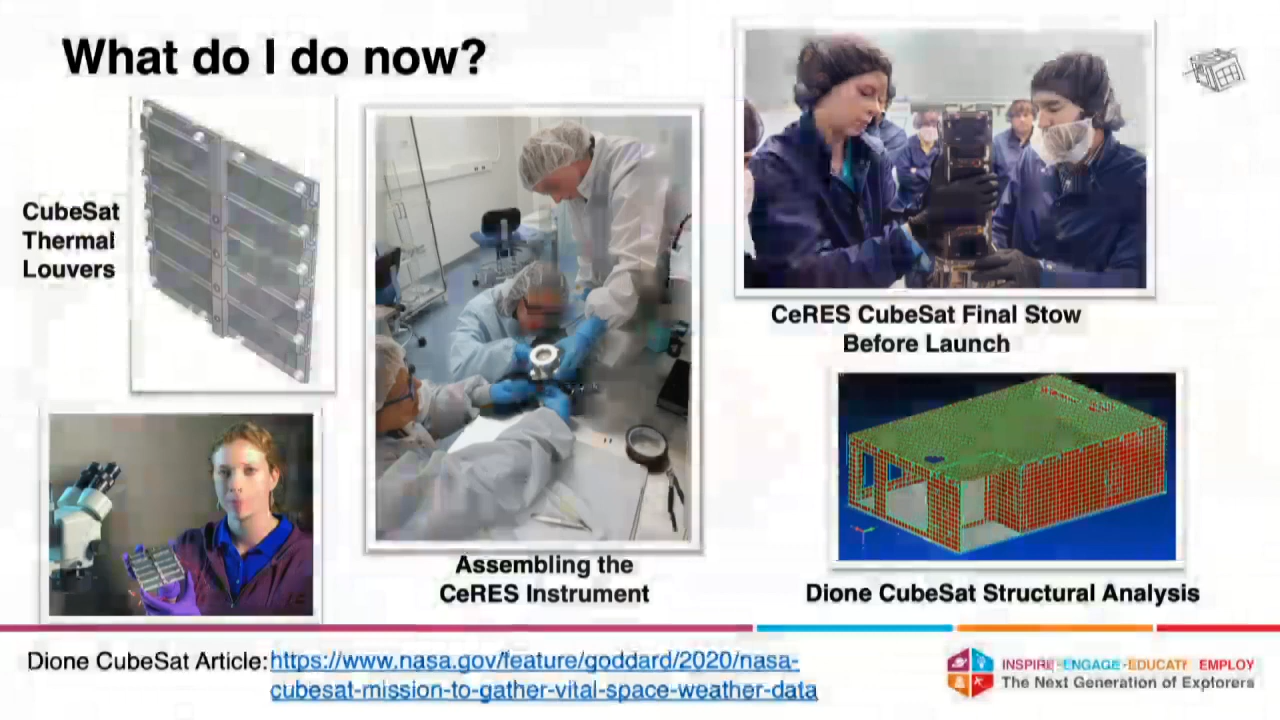 What do I do now?
CubeSat
Thermal
Louvers
Assembling the
CeRES Instrument
CeRES CubeSat Final Stow
Before Launch
Dione CubeSat Structural Analysis
Dione CubeSat Article: https://www.nasa.gov/feature/goddard/2020/nasa-
cubesat-mission-to-gather-vital-space-weather-data
INSPIRE - ENGAGE - EDUCATE EMPLOY
The Next Generation of Explorers